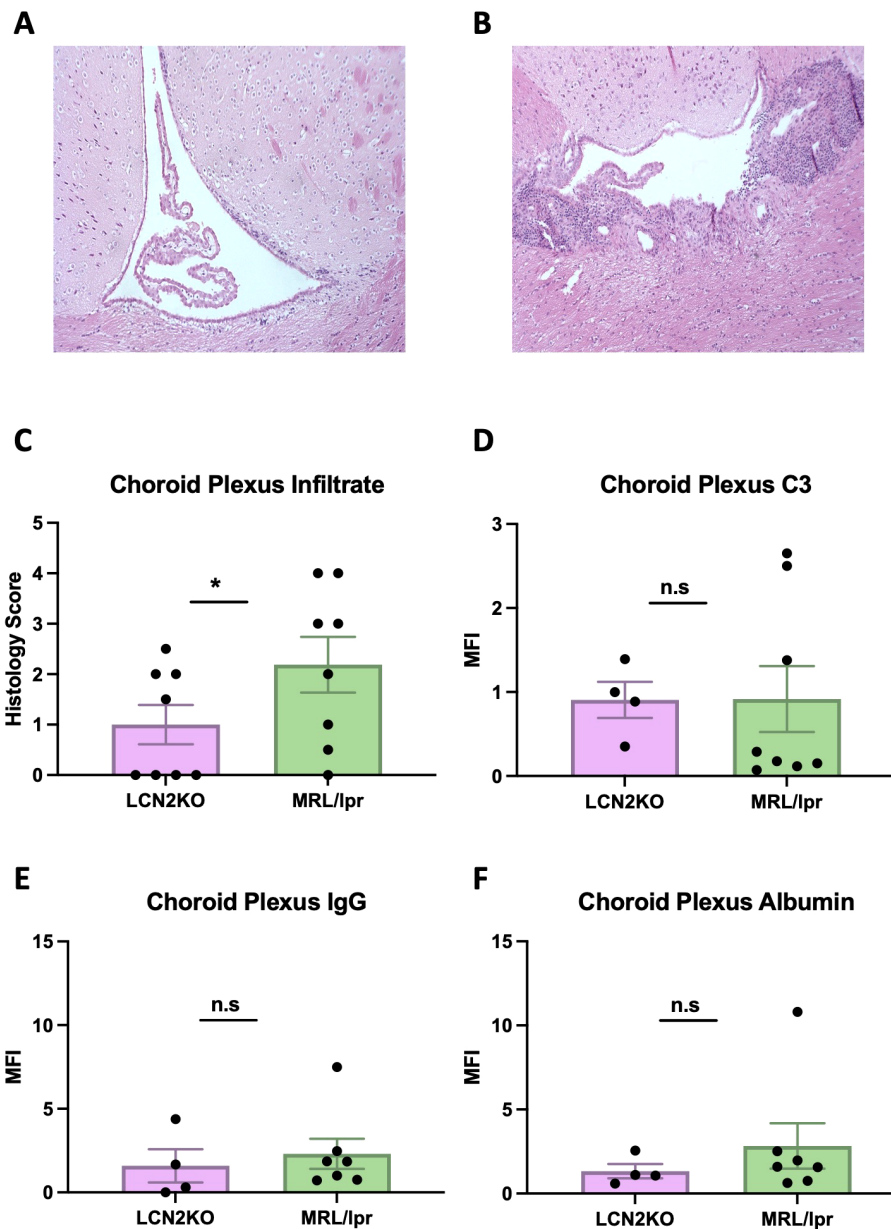 A
B
C
Choroid Plexus Infiltrate
Histology Score
5
4
3
2
1
0
*
LCN2KO
MRL/lpr
D
Choroid Plexus C3
MFI
3
2
1
0
n.s
LCN2KO
MRL/lpr
E
Choroid Plexus IgG
MFI
15
10
5
0
n.s
LCN2KO
MRL/lpr
F
Choroid Plexus Albumin
MFI
15
10
5
0
n.s
LCN2KO
MRL/lpr